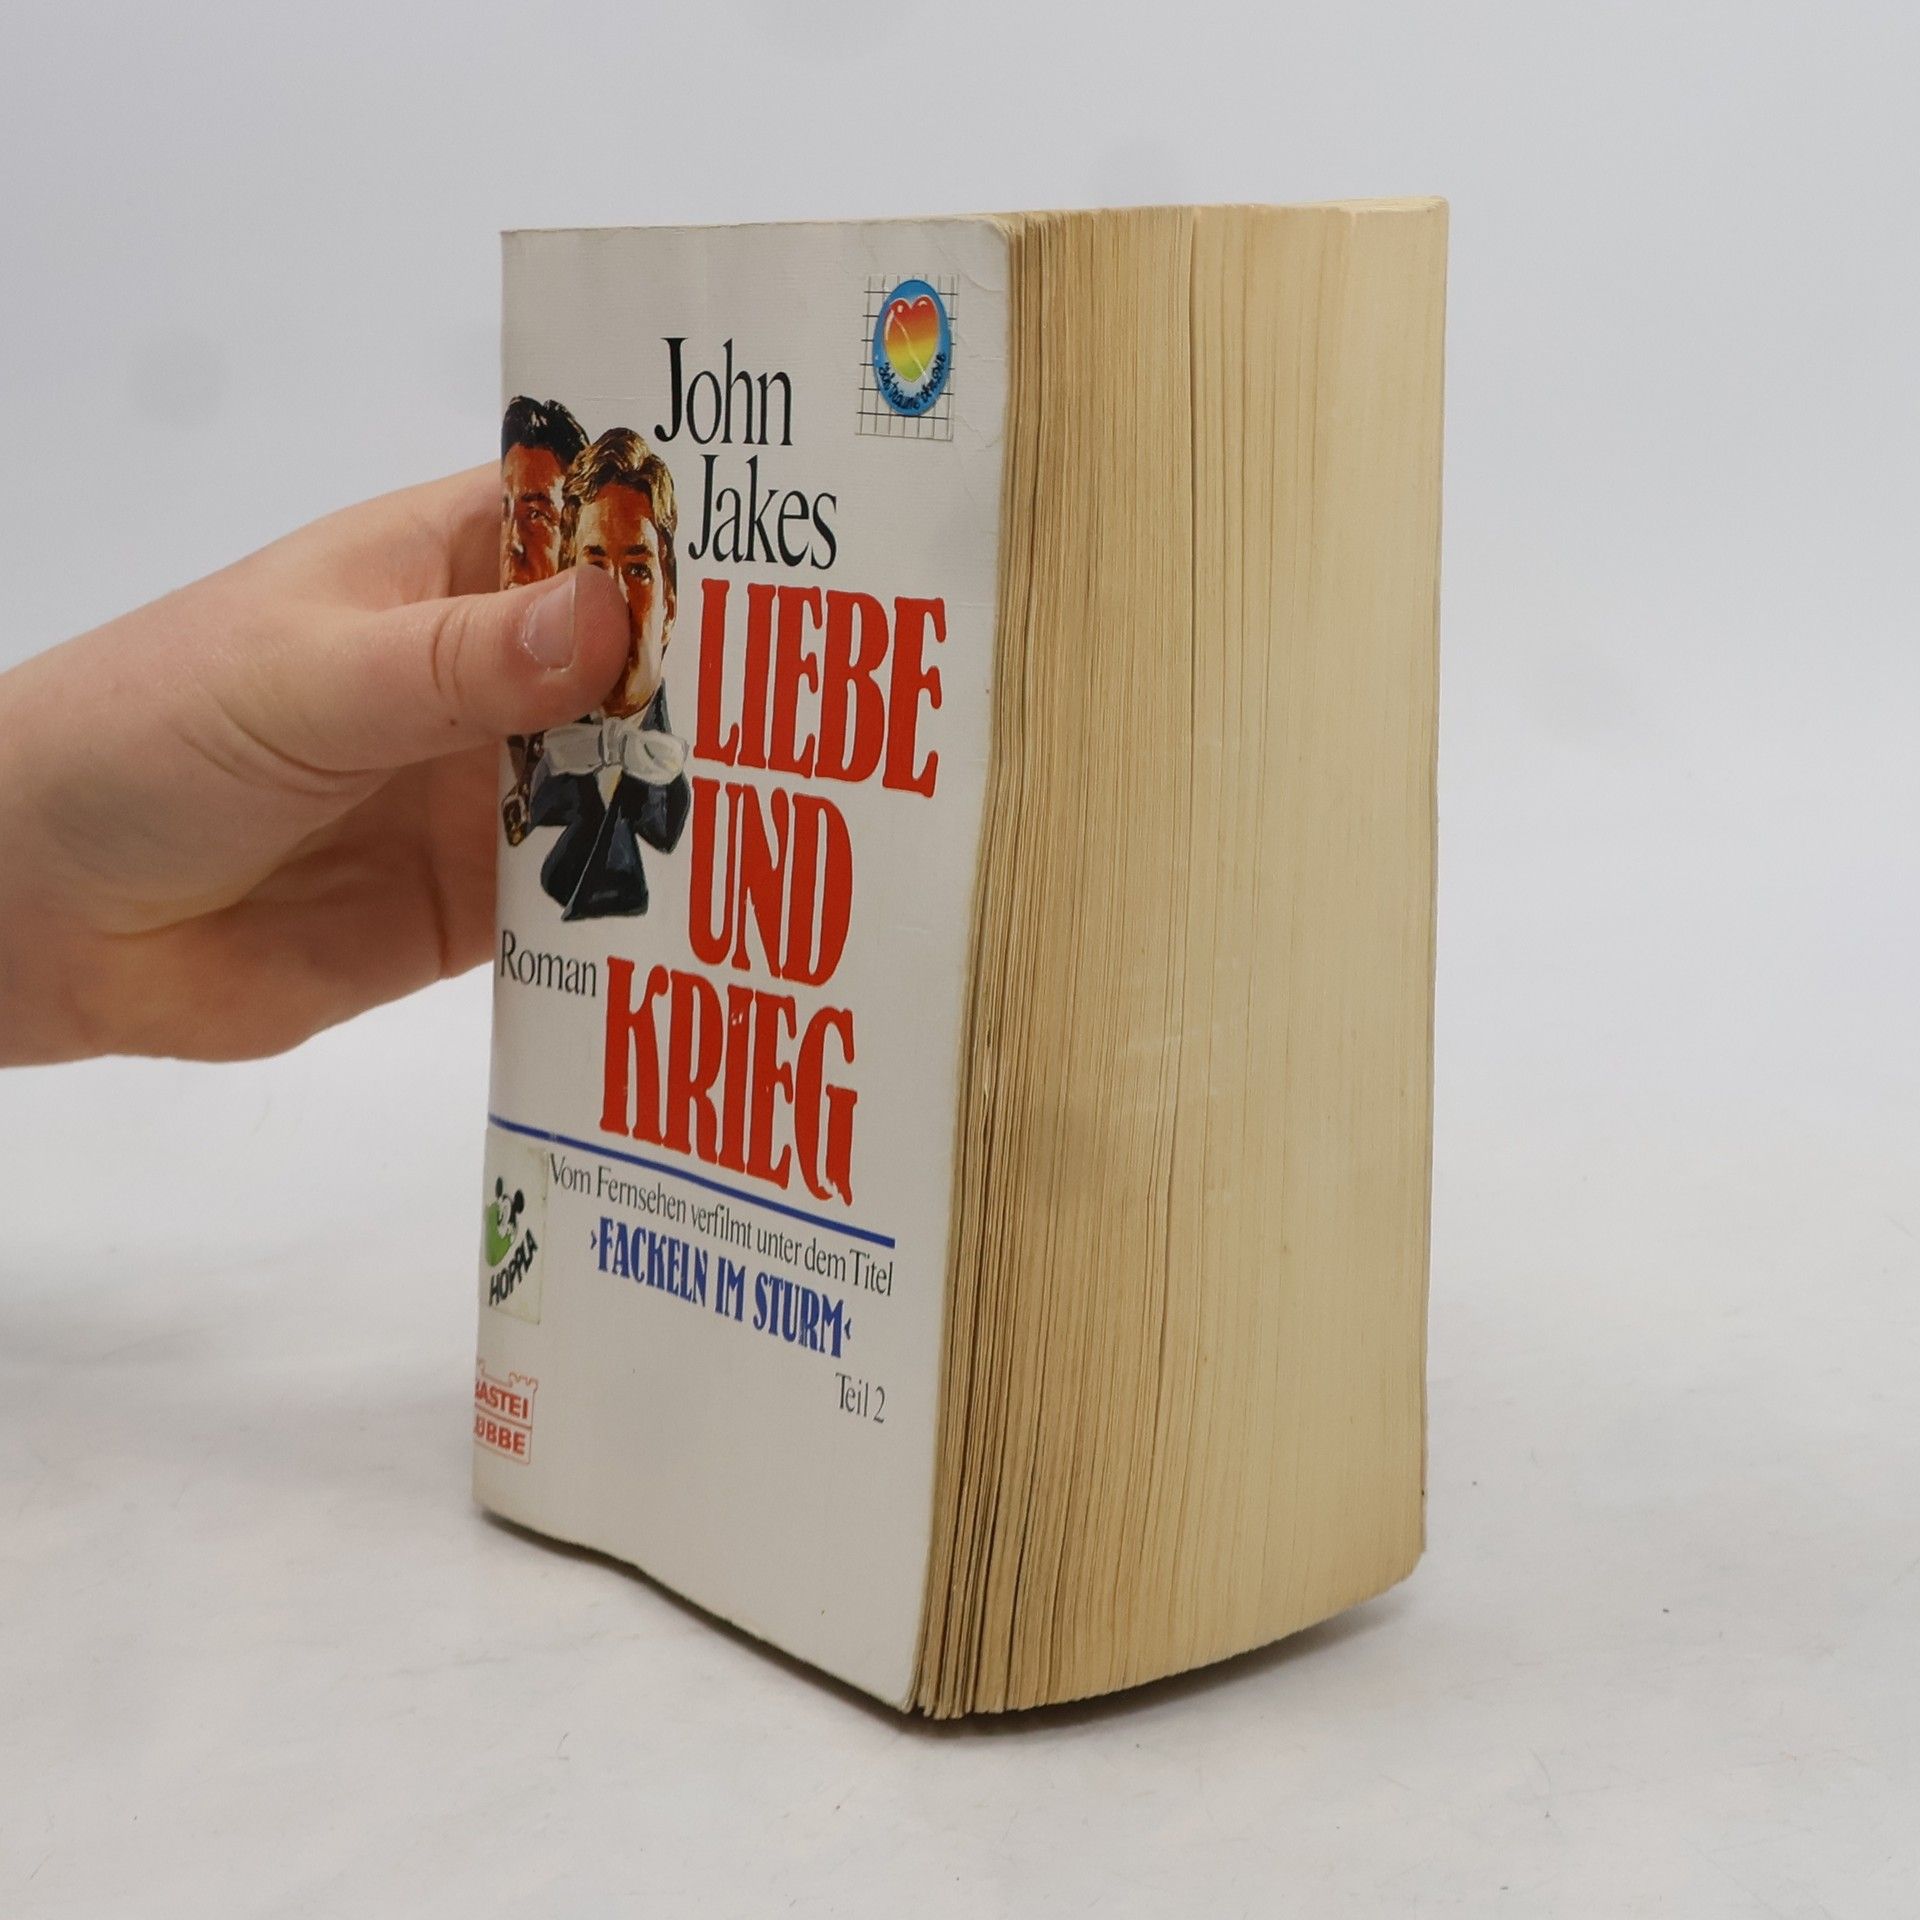 John
Jakes
LIEBE
UND
Roman
KRIEG
Vom Fernsehen verfilmt unter dem Titel
›FACKELN IM STURM‹
HOPPLA
Teil 2
BASTEI
LÜBBE